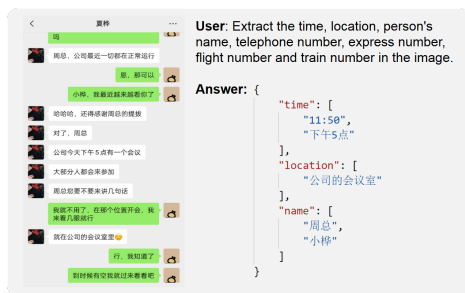 夏桦
吗
周总，公司最近一切都在正常运行
恩，那可以
小桦，我最近越来越看你了
哈哈哈，还得感谢周总的提拔
对了，周总
公司今天下午5点有一个会议
大部分人都会来参加
周总您要不要来讲几句话
我就不用了，在那个位置开会，我
来看几眼就行
就在公司的会议室里
行，我知道了
到时候有空我就过来看看吧
User: Extract the time, location, person's
name, telephone number, express number,
flight number and train number in the image.
Answer: {
"time": [
"11:50",
"下午5点"
],
"location": [
"公司的会议室"
],
"name": [
"周总",
"小桦"
]
}